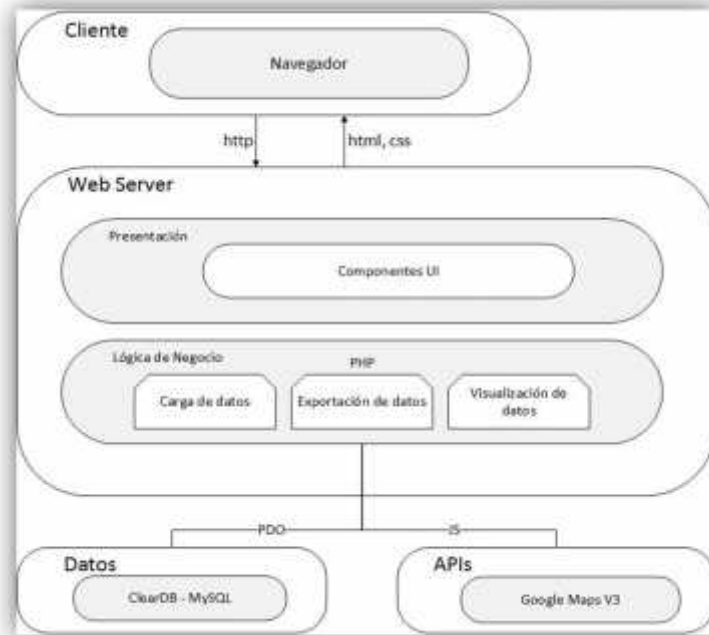 Cliente
Navegador
http
html, css
Web Server
Presentación
Componentes UI
Lógica de Negocio
PHP
Carga de datos
Exportación de datos
Visualización de
datos
PDO
JS
Datos
ClearDB - MySQL
APIs
Google Maps V3